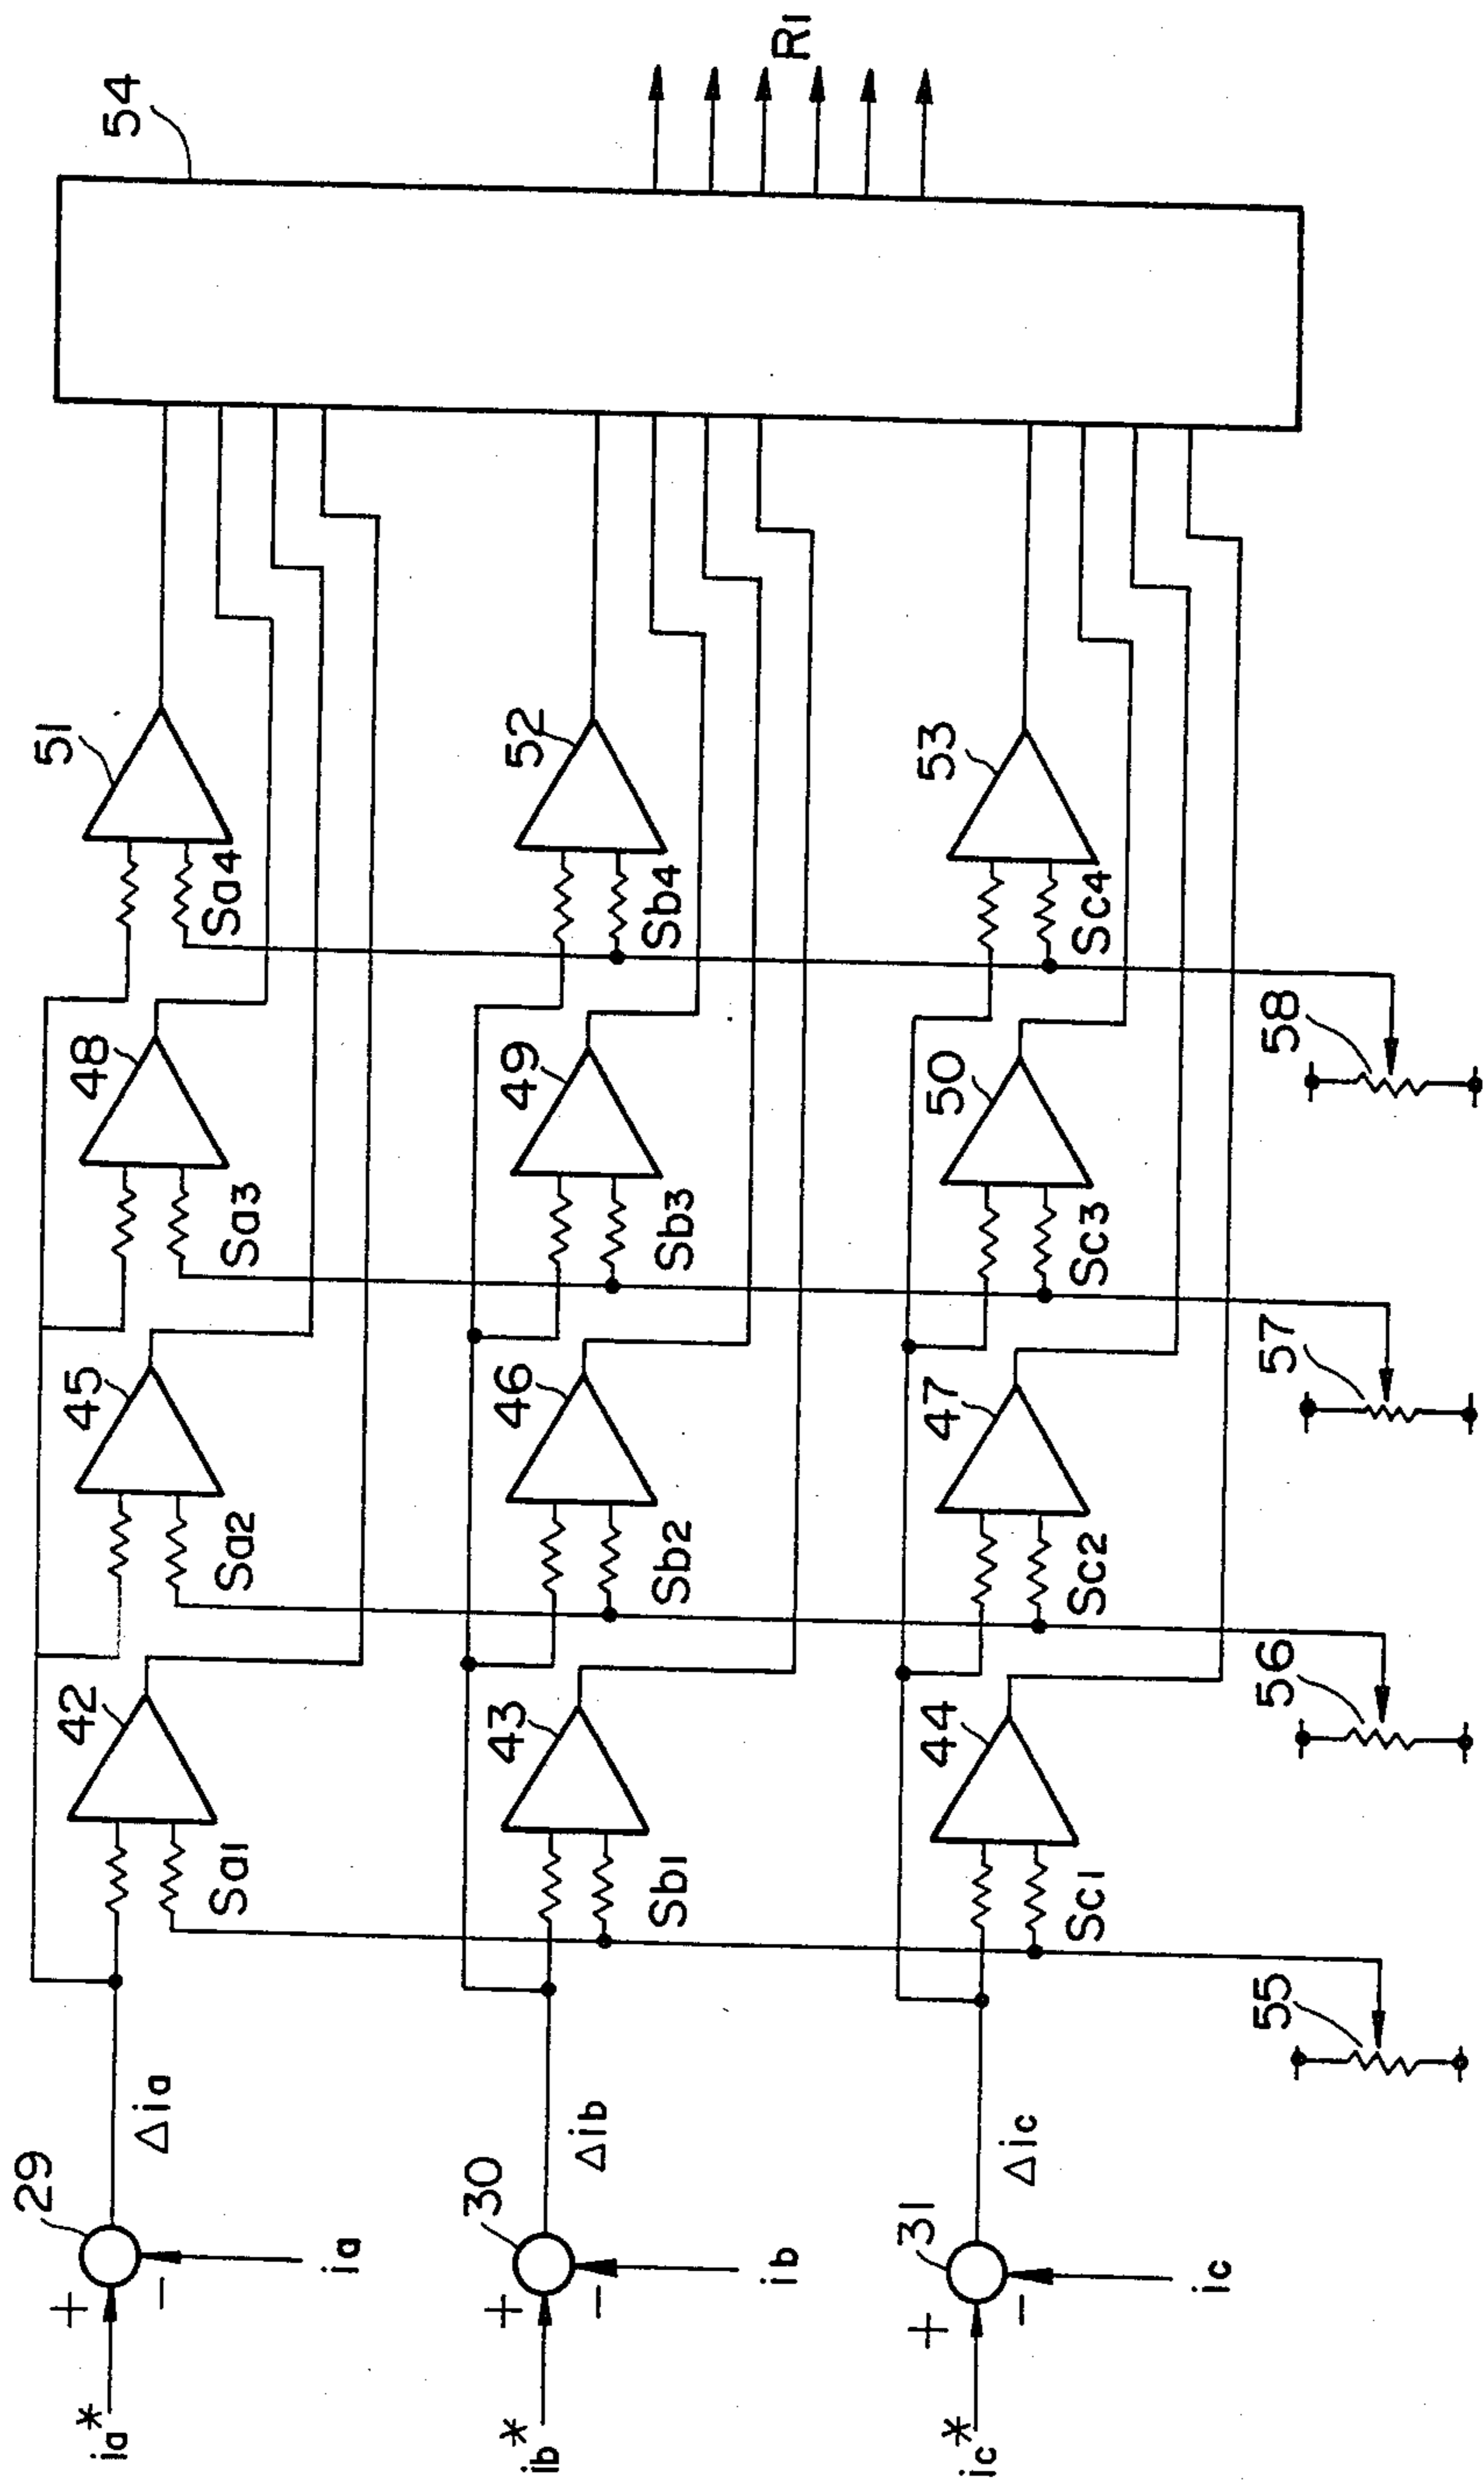 54
R1
51
Sa4
48
Sa3
45
Sa2
42
Sa1
Δia
29
+
−
ia*
ia
52
Sb4
49
Sb3
46
Sb2
43
Sb1
Δib
30
+
−
ib*
ib
53
Sc4
50
Sc3
47
Sc2
44
Sc1
Δic
31
+
−
ic*
ic
58
57
56
55